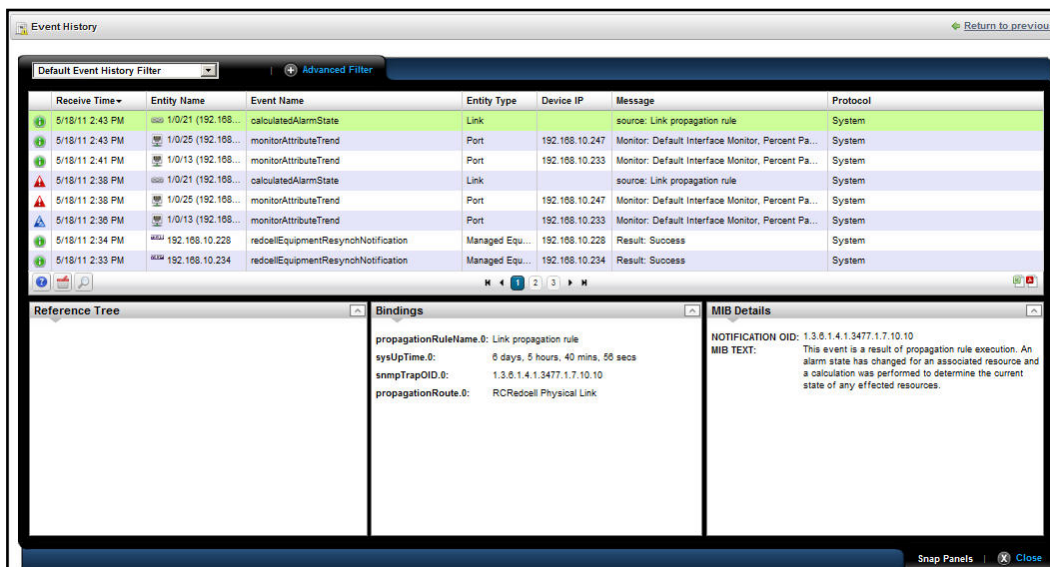 Event History
Return to previou
Default Event History Filter | Advanced Filter
Receive Time Entity Name Event Name Entity Type Device IP Message Protocol
5/18/11 2:43 PM 1/0/21 (192.168... calculatedAlarmState Link source: Link propagation rule System
5/18/11 2:43 PM 1/0/25 (192.168... monitorAttributeTrend Port 192.168.10.247 Monitor: Default Interface Monitor, Percent Pa... System
5/18/11 2:41 PM 1/0/13 (192.168... monitorAttributeTrend Port 192.168.10.233 Monitor: Default Interface Monitor, Percent Pa... System
5/18/11 2:38 PM 1/0/21 (192.168... calculatedAlarmState Link source: Link propagation rule System
5/18/11 2:38 PM 1/0/25 (192.168... monitorAttributeTrend Port 192.168.10.247 Monitor: Default Interface Monitor, Percent Pa... System
5/18/11 2:36 PM 1/0/13 (192.168... monitorAttributeTrend Port 192.168.10.233 Monitor: Default Interface Monitor, Percent Pa... System
5/18/11 2:34 PM 192.168.10.228 redcellEquipmentResynchNotification Managed Equ... 192.168.10.228 Result: Success System
5/18/11 2:33 PM 192.168.10.234 redcellEquipmentResynchNotification Managed Equ... 192.168.10.234 Result: Success System
1 2 3
Reference Tree
Bindings
propagationRuleName.0: Link propagation rule
sysUpTime.0: 6 days, 5 hours, 40 mins, 56 secs
snmpTrapOID.0: 1.3.6.1.4.1.3477.1.7.10.10
propagationRoute.0: RCRedcell Physical Link
MIB Details
NOTIFICATION OID: 1.3.6.1.4.1.3477.1.7.10.10
MIB TEXT: This event is a result of propagation rule execution. An
alarm state has changed for an associated resource and
a calculation was performed to determine the current
state of any effected resources.
Snap Panels | Close